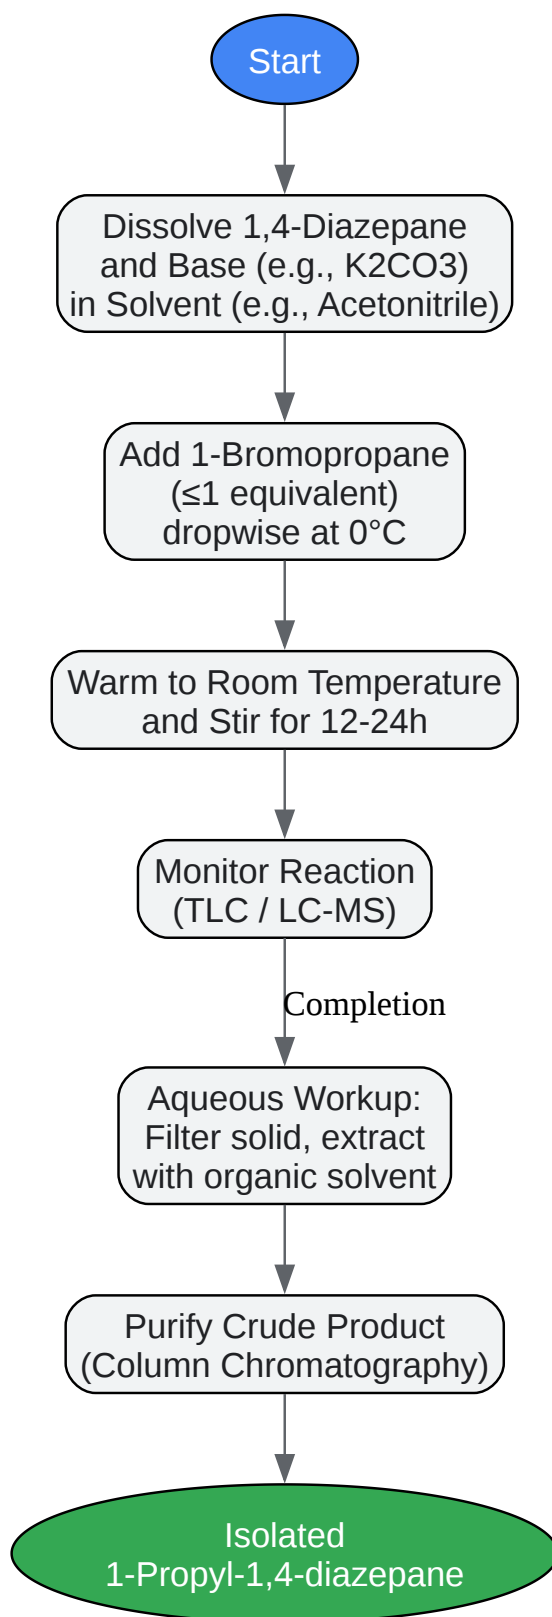 Start
Dissolve 1,4-Diazepane
and Base (e.g., K2CO3)
in Solvent (e.g., Acetonitrile)
Add 1-Bromopropane
(≤1 equivalent)
dropwise at 0°C
Warm to Room Temperature
and Stir for 12-24h
Monitor Reaction
(TLC / LC-MS)
Completion
Aqueous Workup:
Filter solid, extract
with organic solvent
Purify Crude Product
(Column Chromatography)
Isolated
1-Propyl-1,4-diazepane